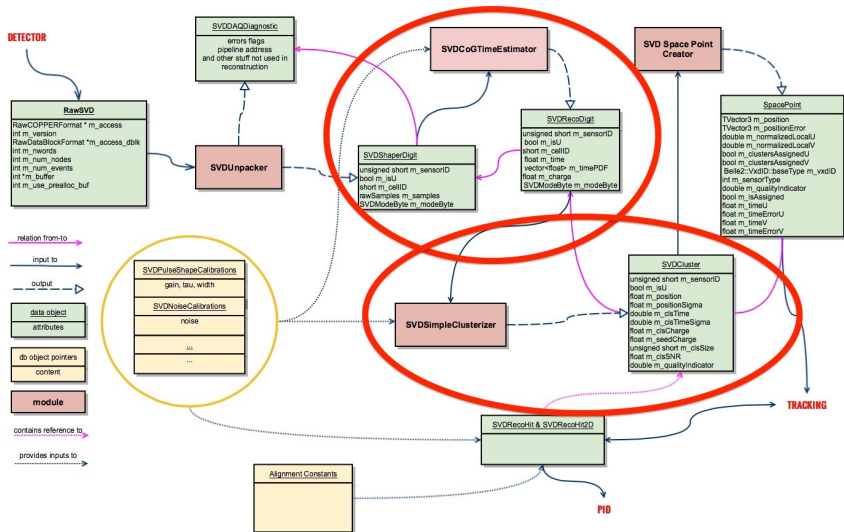 DETECTOR
SVDDAQDiagnostic
errors flags
pipeline address
and other stuff not used in
reconstruction
SVDCoGTimeEstimator
SVD Space Point
Creator
RawSVD
RawCOPPERFormat * m_access
int m_version
RawDataBlockFormat *m_access_dblk
int m_nwords
int m_num_nodes
int m_num_events
int *m_buffer
int m_use_prealloc_buf
SVDUnpacker
SVDShaperDigit
unsigned short m_sensorID
bool m_isU
short m_cellID
rawSamples m_samples
SVDModeByte m_modeByte
SVDRecoDigit
unsigned short m_sensorID
bool m_isU
short m_cellID
float m_time
vector<float> m_timePDF
float m_charge
SVDModeByte m_modeByte
SpacePoint
TVector3 m_position
TVector3 m_positionError
double m_normalizedLocalU
double m_normalizedLocalV
bool m_clustersAssignedU
bool m_clustersAssignedV
Belle2::VxdID::baseType m_vxdID
int m_sensorType
double m_qualityIndicator
bool m_isAssigned
float m_timeU
float m_timeErrorU
float m_timeV
float m_timeErrorV
relation from-to
input to
output
data object
attributes
db object pointers
content
module
contains reference to
provides inputs to
SVDPulseShapeCalibrations
gain, tau, width
SVDNoiseCalibrations
noise
...
...
SVDSimpleClusterizer
SVDCluster
unsigned short m_sensorID
bool m_isU
float m_position
float m_positionSigma
double m_clsTime
double m_clsTimeSigma
float m_clsCharge
float m_seedCharge
unsigned short m_clsSize
float m_clsSNR
double m_qualityIndicator
TRACKING
SVDRecoHit & SVDRecoHit2D
Alignment Constants
PID